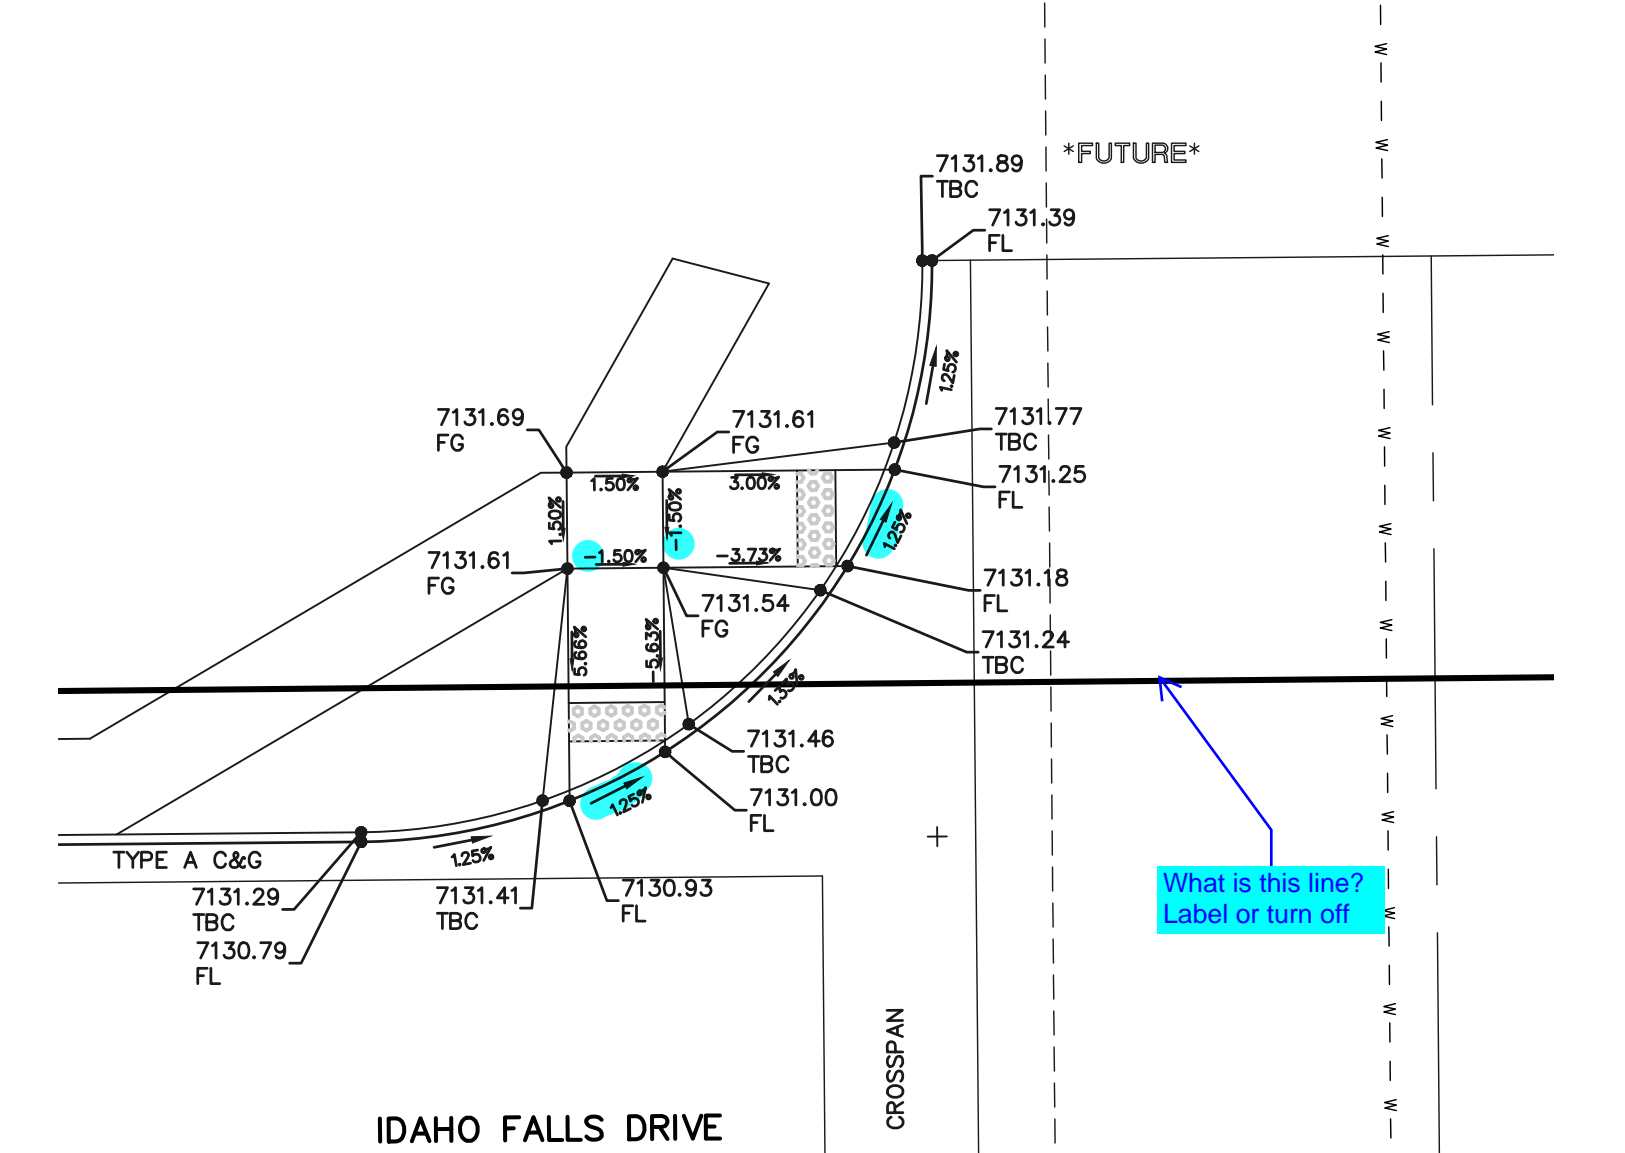 *FUTURE*
7131.89
TBC
7131.39
FL
1.25%
7131.69
FG
7131.61
FG
7131.77
TBC
7131.25
FL
1.50%
3.00%
1.50%
-1.50%
1.25%
7131.61
FG
-1.50%
-3.73%
7131.18
FL
7131.54
FG
7131.24
TBC
5.66%
-5.63%
1.33%
7131.46
TBC
7131.00
FL
1.25%
1.25%
TYPE A C&G
7131.29
TBC
7130.79
FL
7131.41
TBC
7130.93
FL
What is this line?
Label or turn off
CROSSPAN
IDAHO FALLS DRIVE
W
W
W
W
W
W
W
W
W
W
W
W